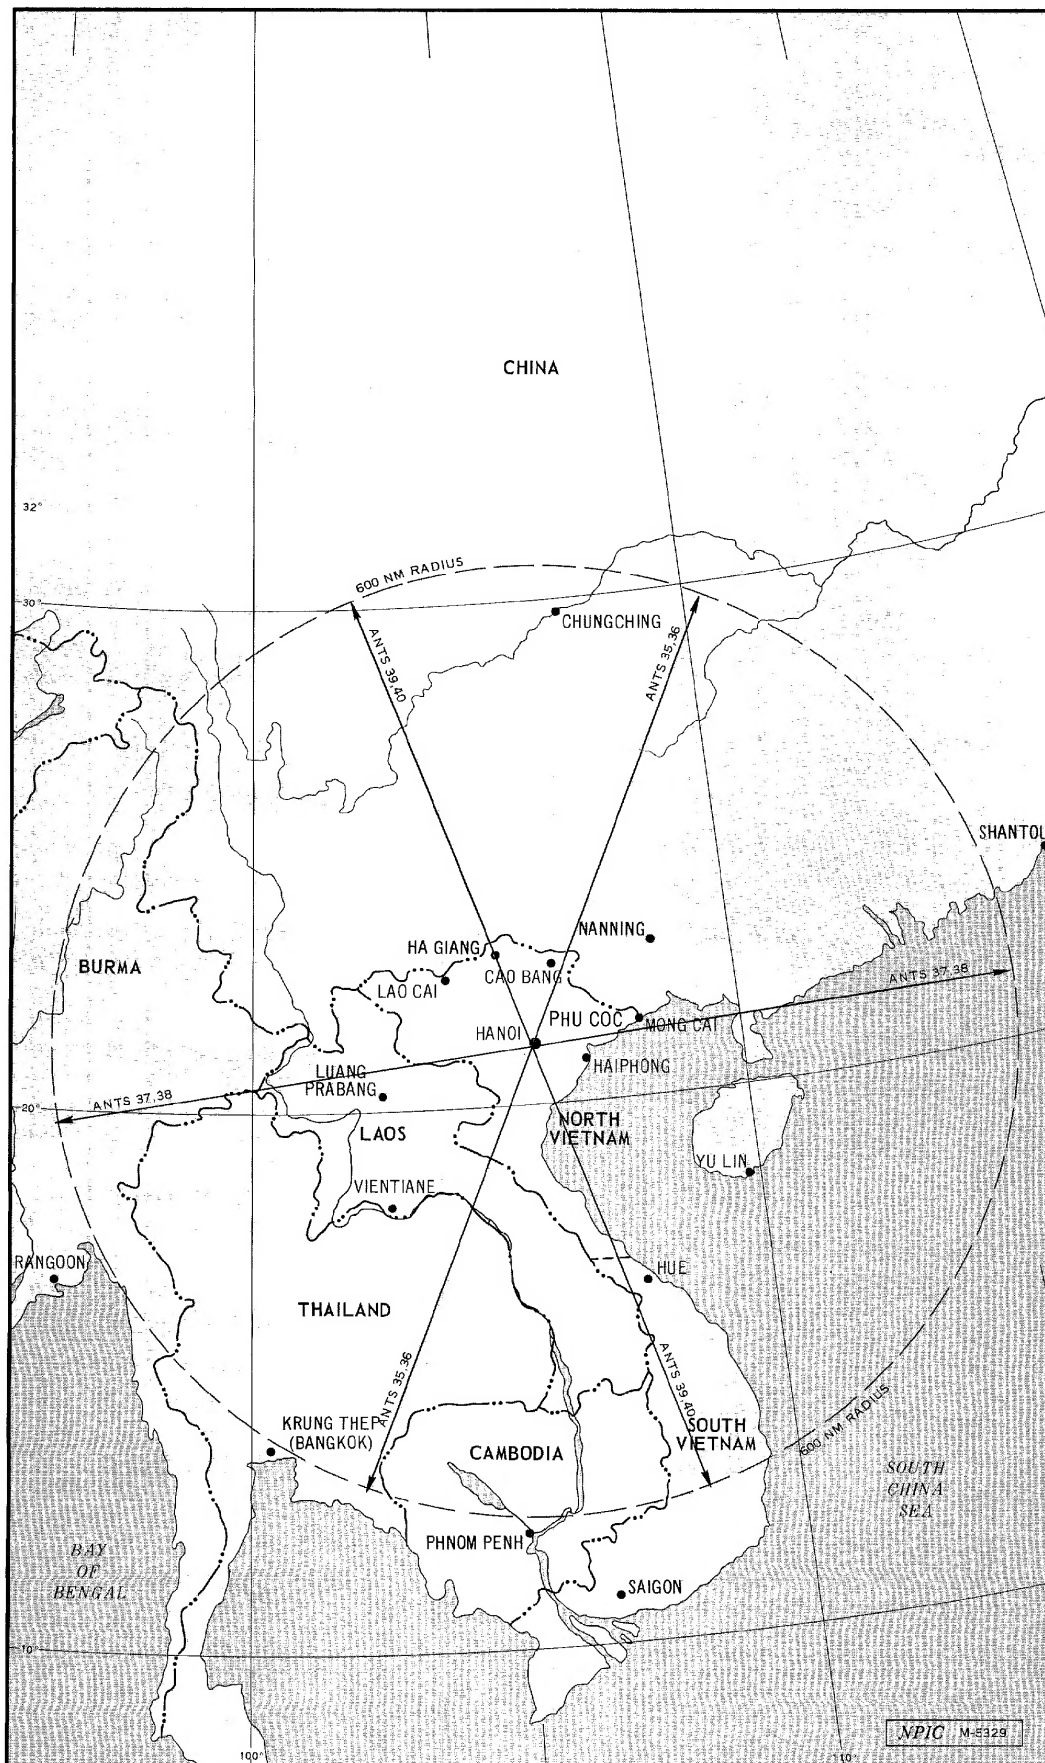 CHINA
32°
600 NM RADIUS
30°
CHUNGCHING
ANTS 39,40
ANTS 35,36
SHANTOU
NANNING
HA GIANG
CAO BANG
BURMA
LAO CAI
ANTS 37,38
PHU COC
MONG CAI
HANOI
HAIPHONG
LUANG
PRABANG
ANTS 37,38
20°
NORTH
VIETNAM
LAOS
YU LIN
VIENTIANE
RANGOON
HUE
THAILAND
ANTS 35,36
ANTS 39,40
KRUNG THEP
(BANGKOK)
SOUTH
VIETNAM
CAMBODIA
600 NM RADIUS
SOUTH
CHINA
SEA
PHNOM PENH
BAY
OF
BENGAL
SAIGON
10°
NPIC M-8329
100°